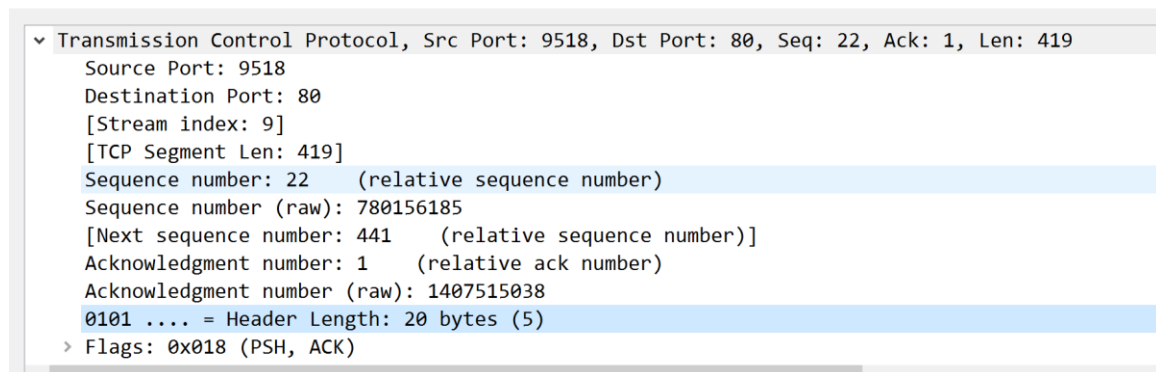 Transmission Control Protocol, Src Port: 9518, Dst Port: 80, Seq: 22, Ack: 1, Len: 419
Source Port: 9518
Destination Port: 80
[Stream index: 9]
[TCP Segment Len: 419]
Sequence number: 22    (relative sequence number)
Sequence number (raw): 780156185
[Next sequence number: 441    (relative sequence number)]
Acknowledgment number: 1    (relative ack number)
Acknowledgment number (raw): 1407515038
0101 .... = Header Length: 20 bytes (5)
Flags: 0x018 (PSH, ACK)